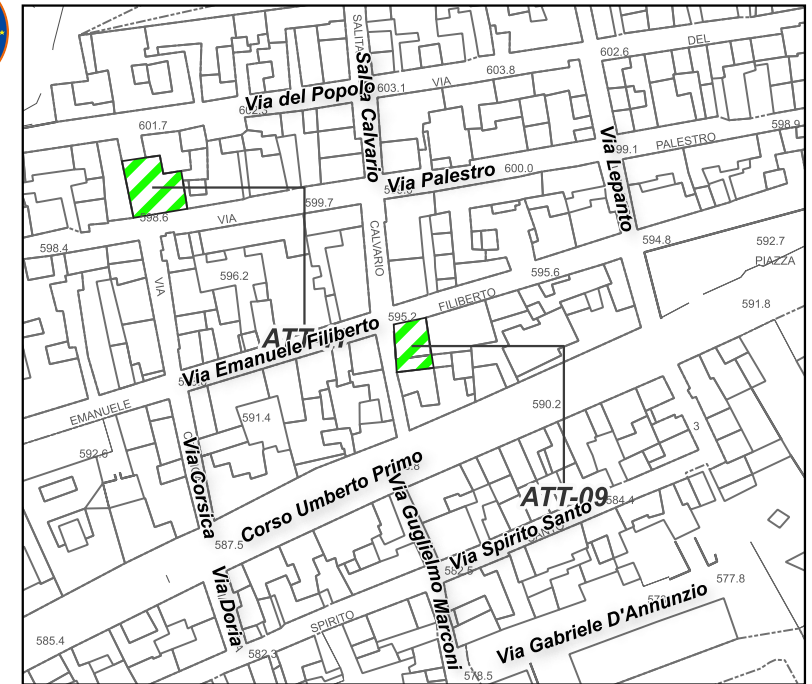 SALITA
DEL
602.6
Salita Calvario
603.8
VIA
603.1
Via del Popolo
601.7
598.9
Via Lepanto
PALESTRO
600.0
Via Palestro
599.7
598.6
VIA
CALVARIO
598.4
594.8
592.7
PIAZZA
595.6
596.2
VIA
FILIBERTO
591.8
595.2
Via Emanuele Filiberto
EMANUELE
590.2
591.4
592.6
3
Via Corsica
Corso Umberto Primo
ATT-09
584.4
Via Guglielmo Marconi
Via Spirito Santo
587.5
582.5
577.8
Via Doria
Via Gabriele D'Annunzio
SPIRITO
585.4
582.3
578.5